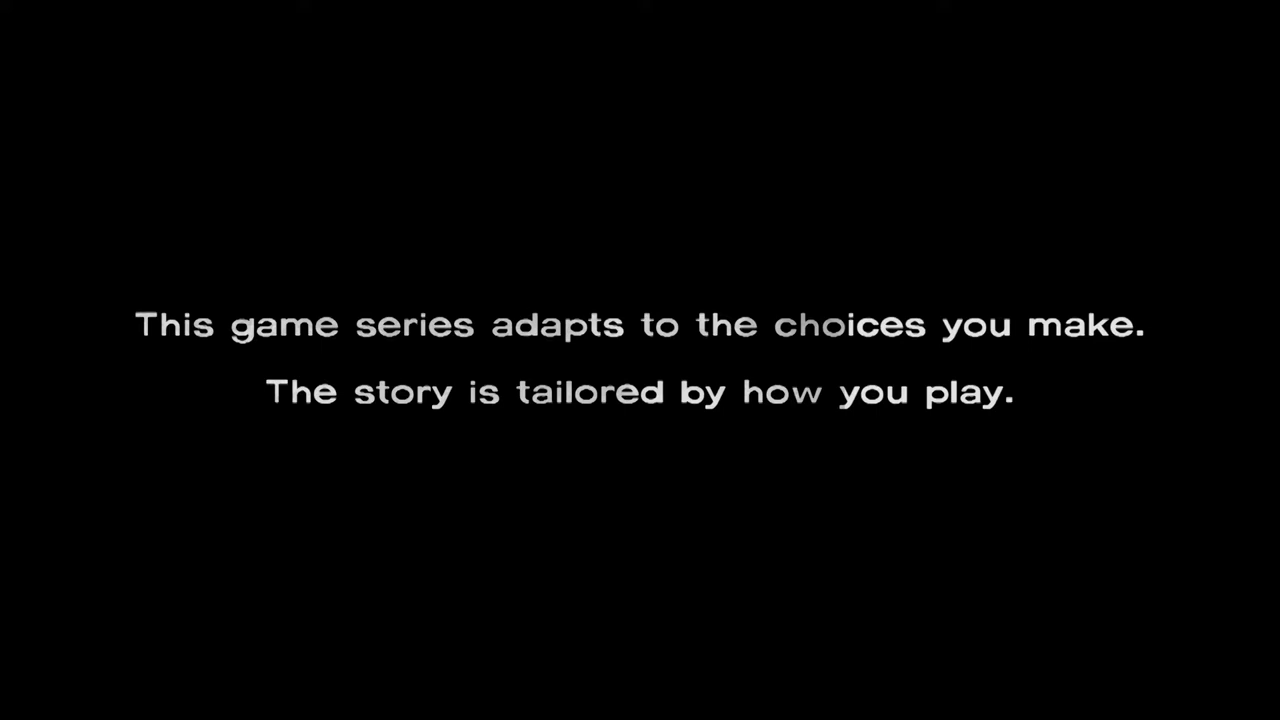 This game series adapts to the choices you make.
The story is tailored by how you play.